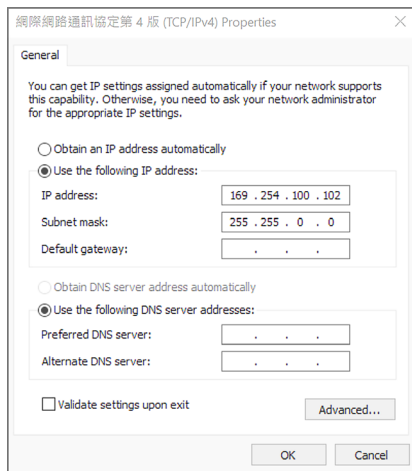 網際網路通訊協定第 4 版 (TCP/IPv4) Properties
General
You can get IP settings assigned automatically if your network supports
this capability. Otherwise, you need to ask your network administrator
for the appropriate IP settings.
Obtain an IP address automatically
Use the following IP address:
IP address: 169 . 254 . 100 . 102
Subnet mask: 255 . 255 . 0 . 0
Default gateway: . . .
Obtain DNS server address automatically
Use the following DNS server addresses:
Preferred DNS server: . . .
Alternate DNS server: . . .
Validate settings upon exit
Advanced...
OK Cancel